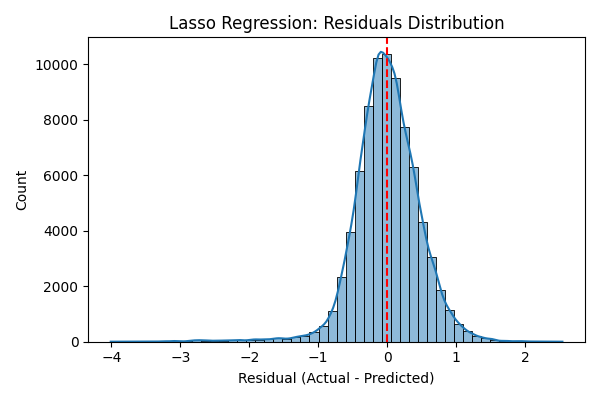 Lasso Regression: Residuals Distribution
Count
10000
8000
6000
4000
2000
0
−4 −3 −2 −1 0 1 2
Residual (Actual - Predicted)